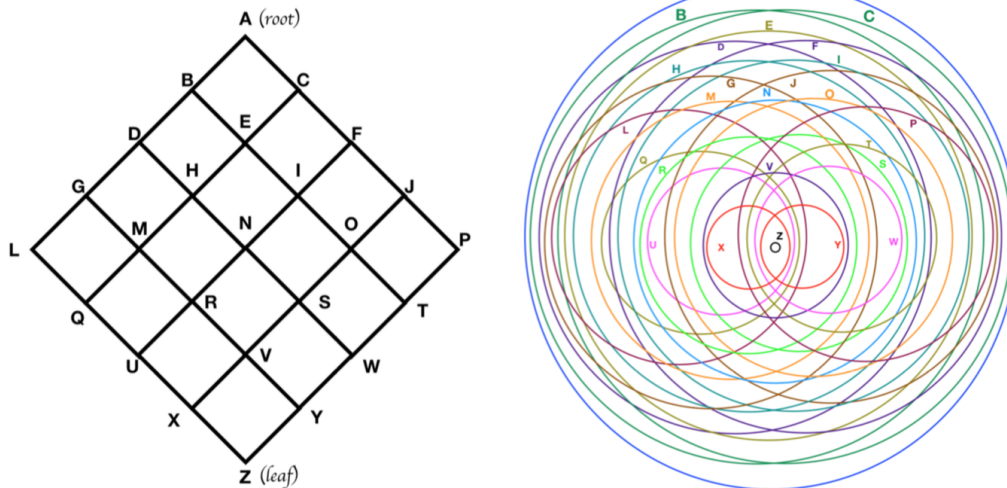 A (root)
B C
D E F
G H I J
L M N O P
Q R S T
U V W
X Y
Z (leaf)
B C
E
D F
H I
G J
M N O
L P
Q R V T S
U X Z Y W